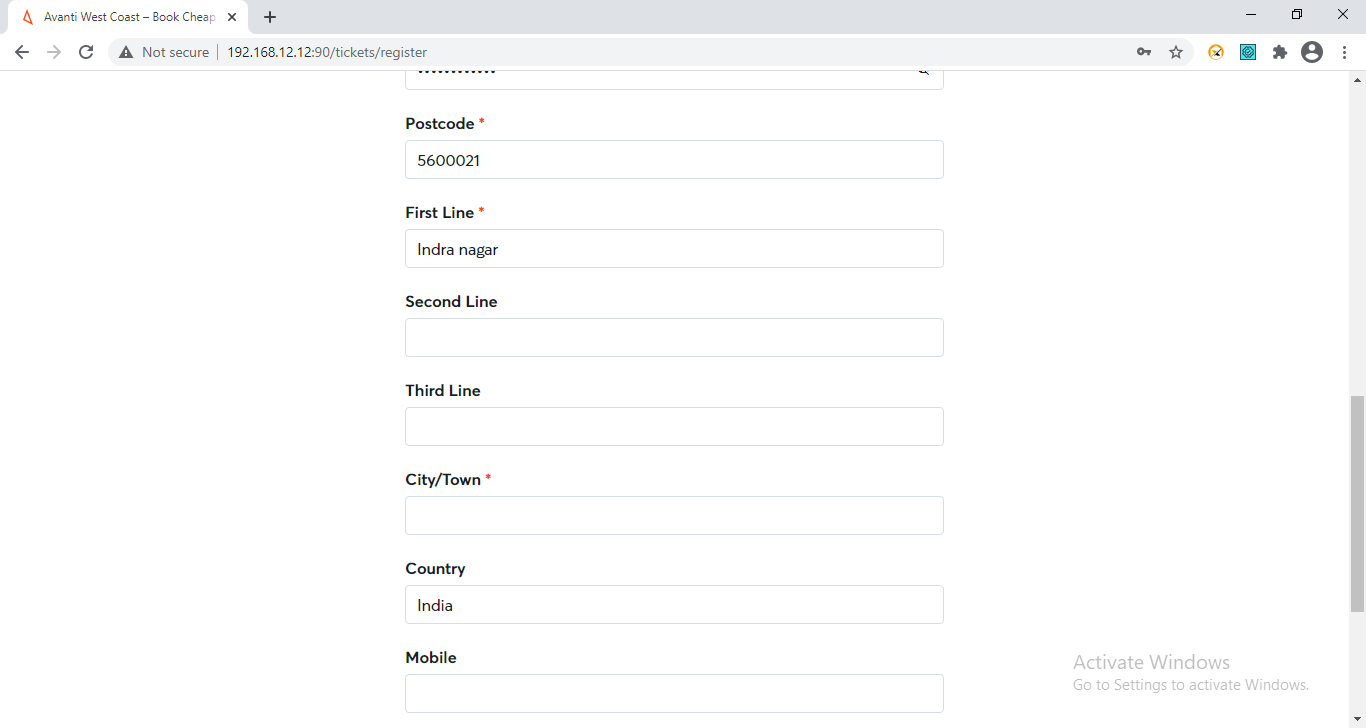 Avanti West Coast – Book Cheap
Not secure
192.168.12.12:90/tickets/register
Postcode *
5600021
First Line *
Indra nagar
Second Line
Third Line
City/Town *
Country
India
Mobile
Activate Windows
Go to Settings to activate Windows.